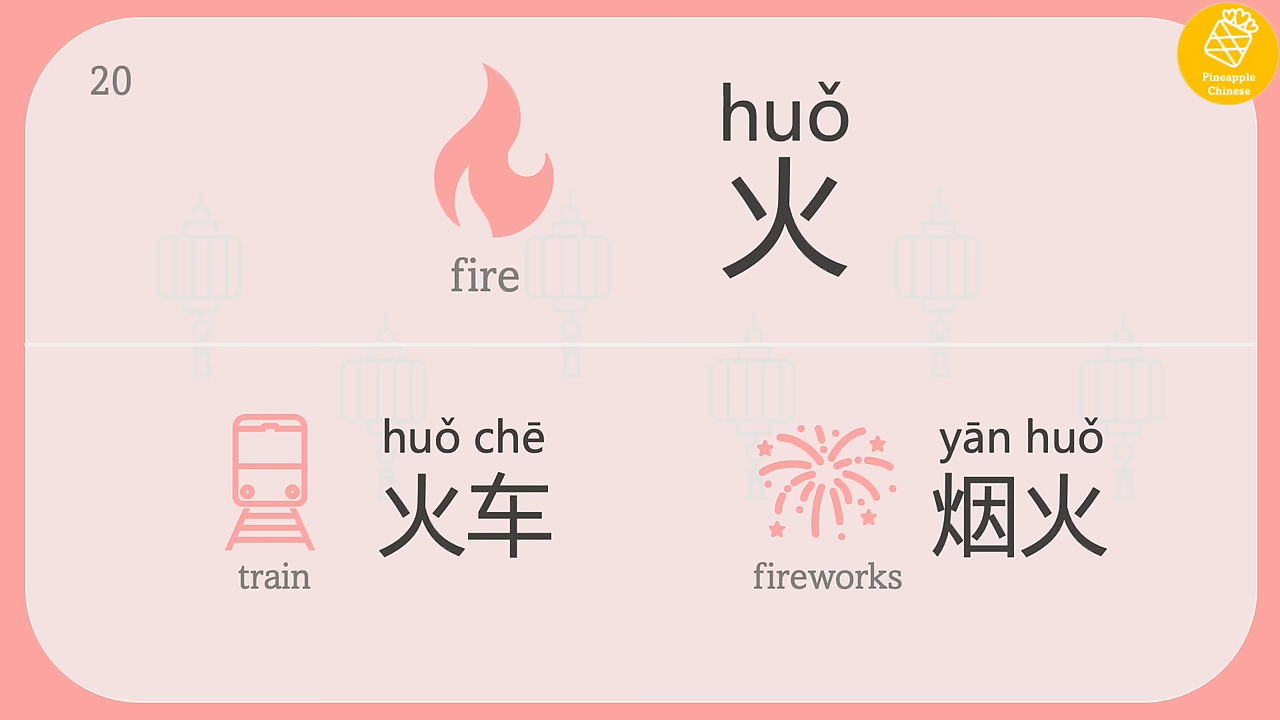 20
huǒ
火
fire
huǒ chē
火车
train
yān huǒ
烟火
fireworks
Pineapple
Chinese